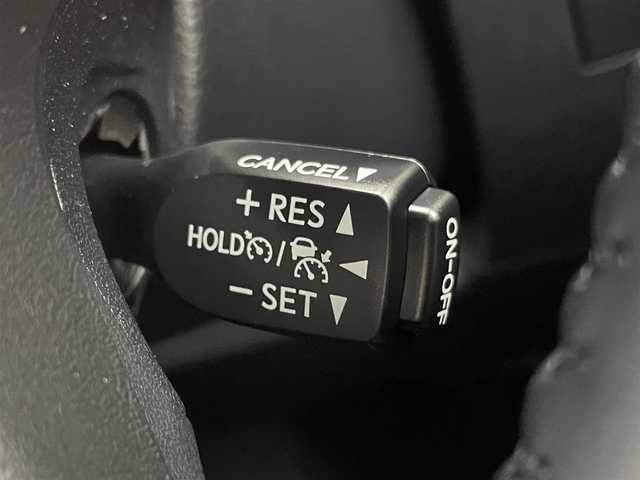 CANCEL▼
+ RES ▲
HOLD / ◀
− SET ▼
ON-OFF